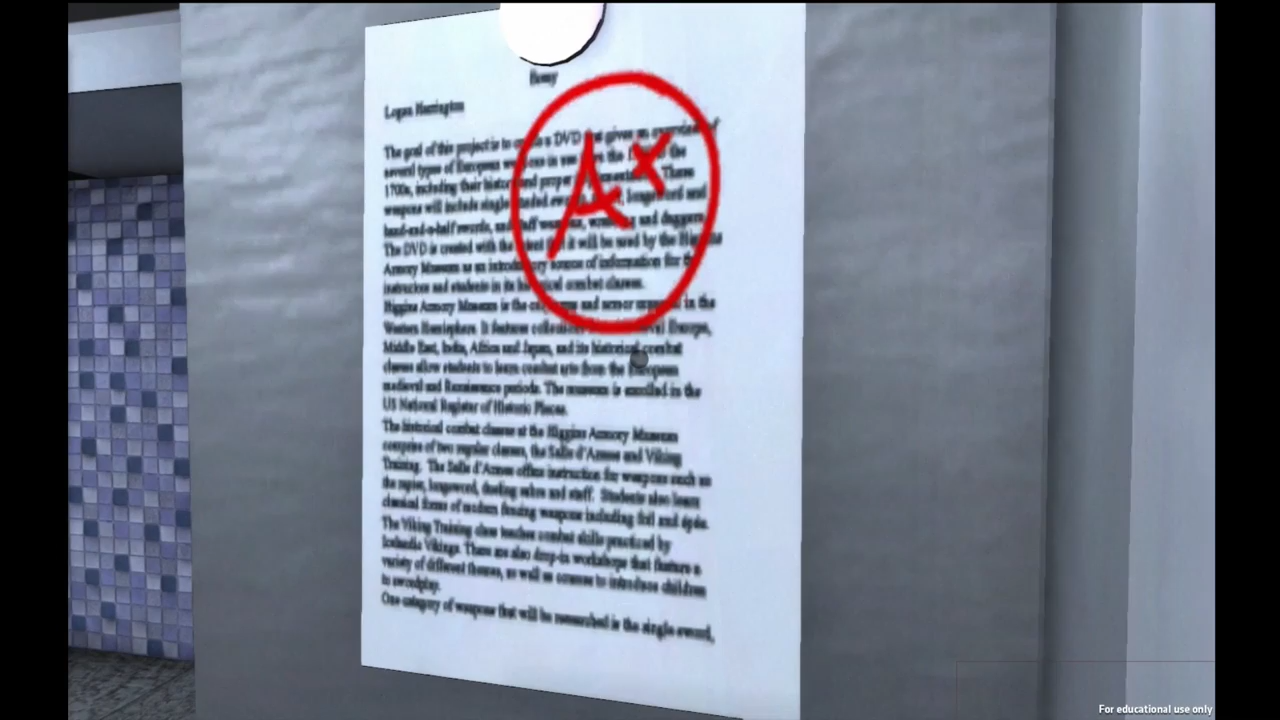 Essay
Logan Harrington
A+
The goal of this project is to create a DVD that gives an overview of
several types of European weapons in use from the the
1700s, including their history and proper These
weapons will include single handed swords, longsword and
hand-and-a-half swords, and staff weapons, and daggers
The DVD is created with the intent that it will be used by the Higgins
Armory Museum as an introductory source of information for the
instructors and students in its historical combat classes.
Higgins Armory Museum is the only arms and armor museum in the
Western Hemisphere. It features collections Europe,
Middle East, India, Africa and Japan, and its historical combat
classes allow students to learn combat arts from the European
medieval and Renaissance periods. The museum is enrolled in the
US National Register of Historic Places.
The historical combat classes at the Higgins Armory Museum
comprise of two regular classes, the Salle d'Armes and Viking
Training. The Salle d'Armes offers instruction for weapons such as
the rapier, longsword, dueling sabre and staff. Students also learn
classical forms of modern fencing weapons including foil and épée.
The Viking Training class teaches combat skills practiced by
Icelandic Vikings. There are also drop-in workshops that feature a
variety of different themes, as well as courses to introduce children
to swordplay.
One category of weapons that will be researched is the single sword,
For educational use only